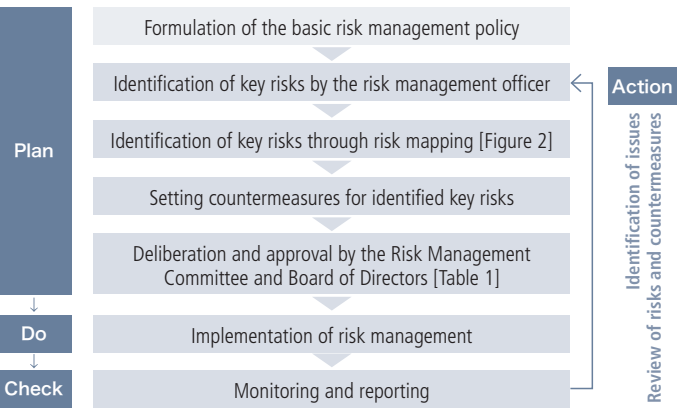 Plan
Formulation of the basic risk management policy
Identification of key risks by the risk management officer
Identification of key risks through risk mapping [Figure 2]
Setting countermeasures for identified key risks
Deliberation and approval by the Risk Management
Committee and Board of Directors [Table 1]
↓
Do
Implementation of risk management
↓
Check
Monitoring and reporting
Action
Identification of issues
Review of risks and countermeasures